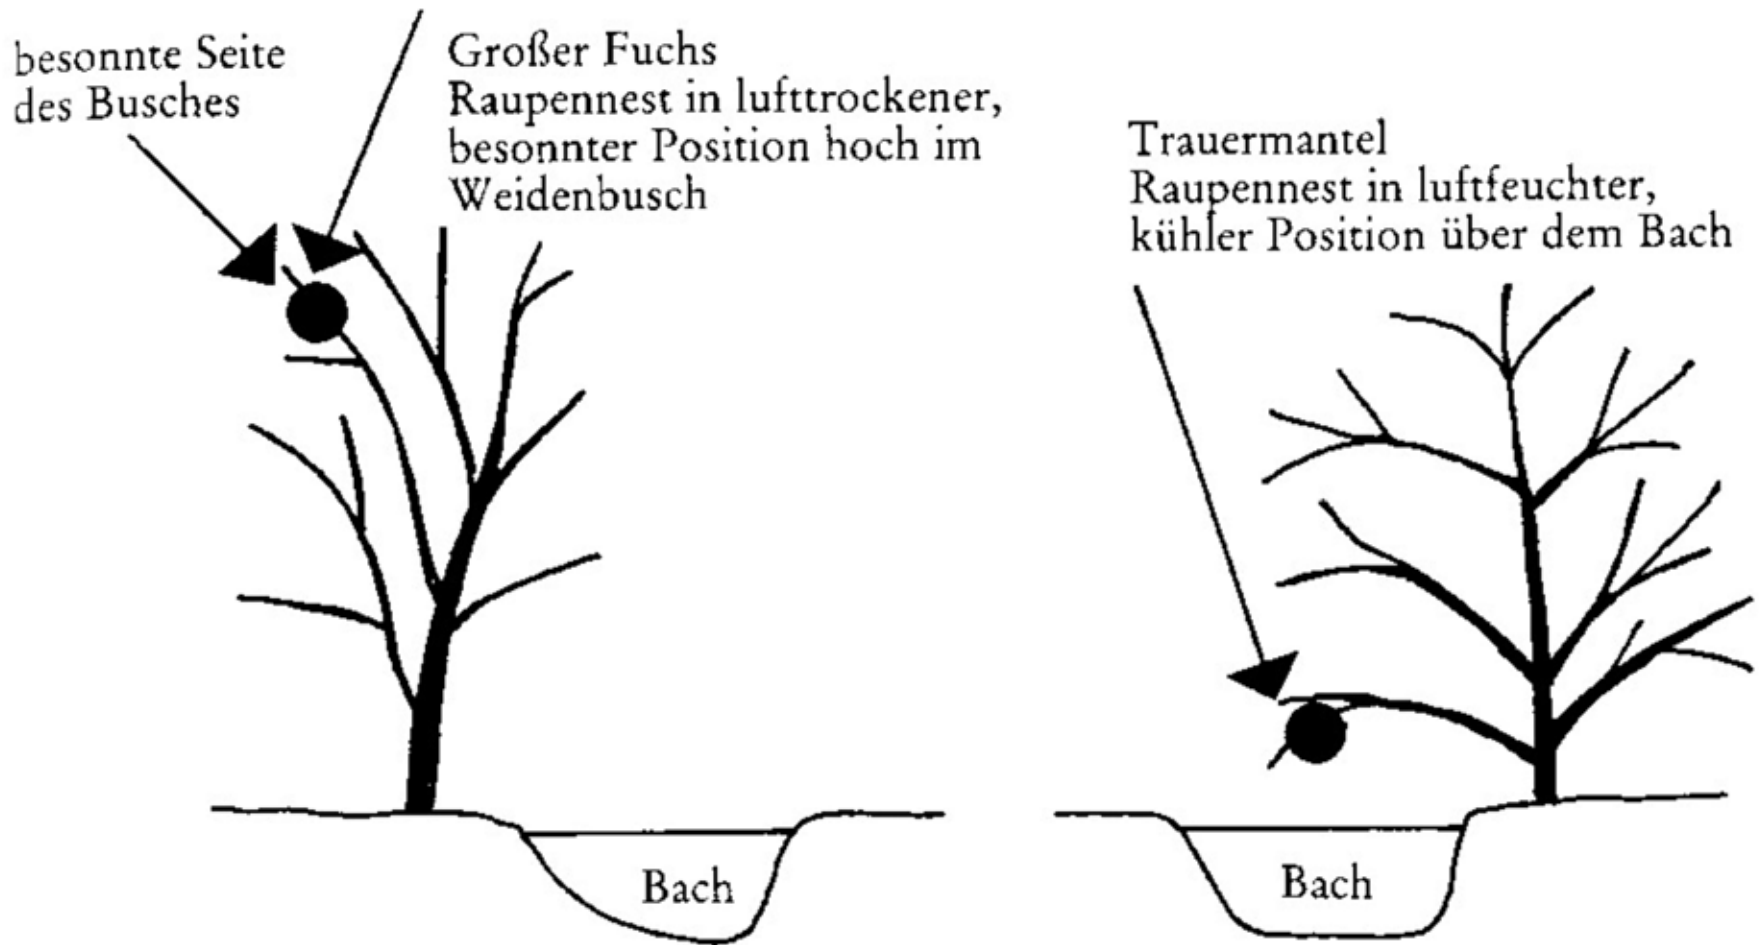 besonnte Seite
des Busches
Großer Fuchs
Raupennest in lufttrockener,
besonnter Position hoch im
Weidenbusch
Trauermantel
Raupennest in luftfeuchter,
kühler Position über dem Bach
Bach
Bach